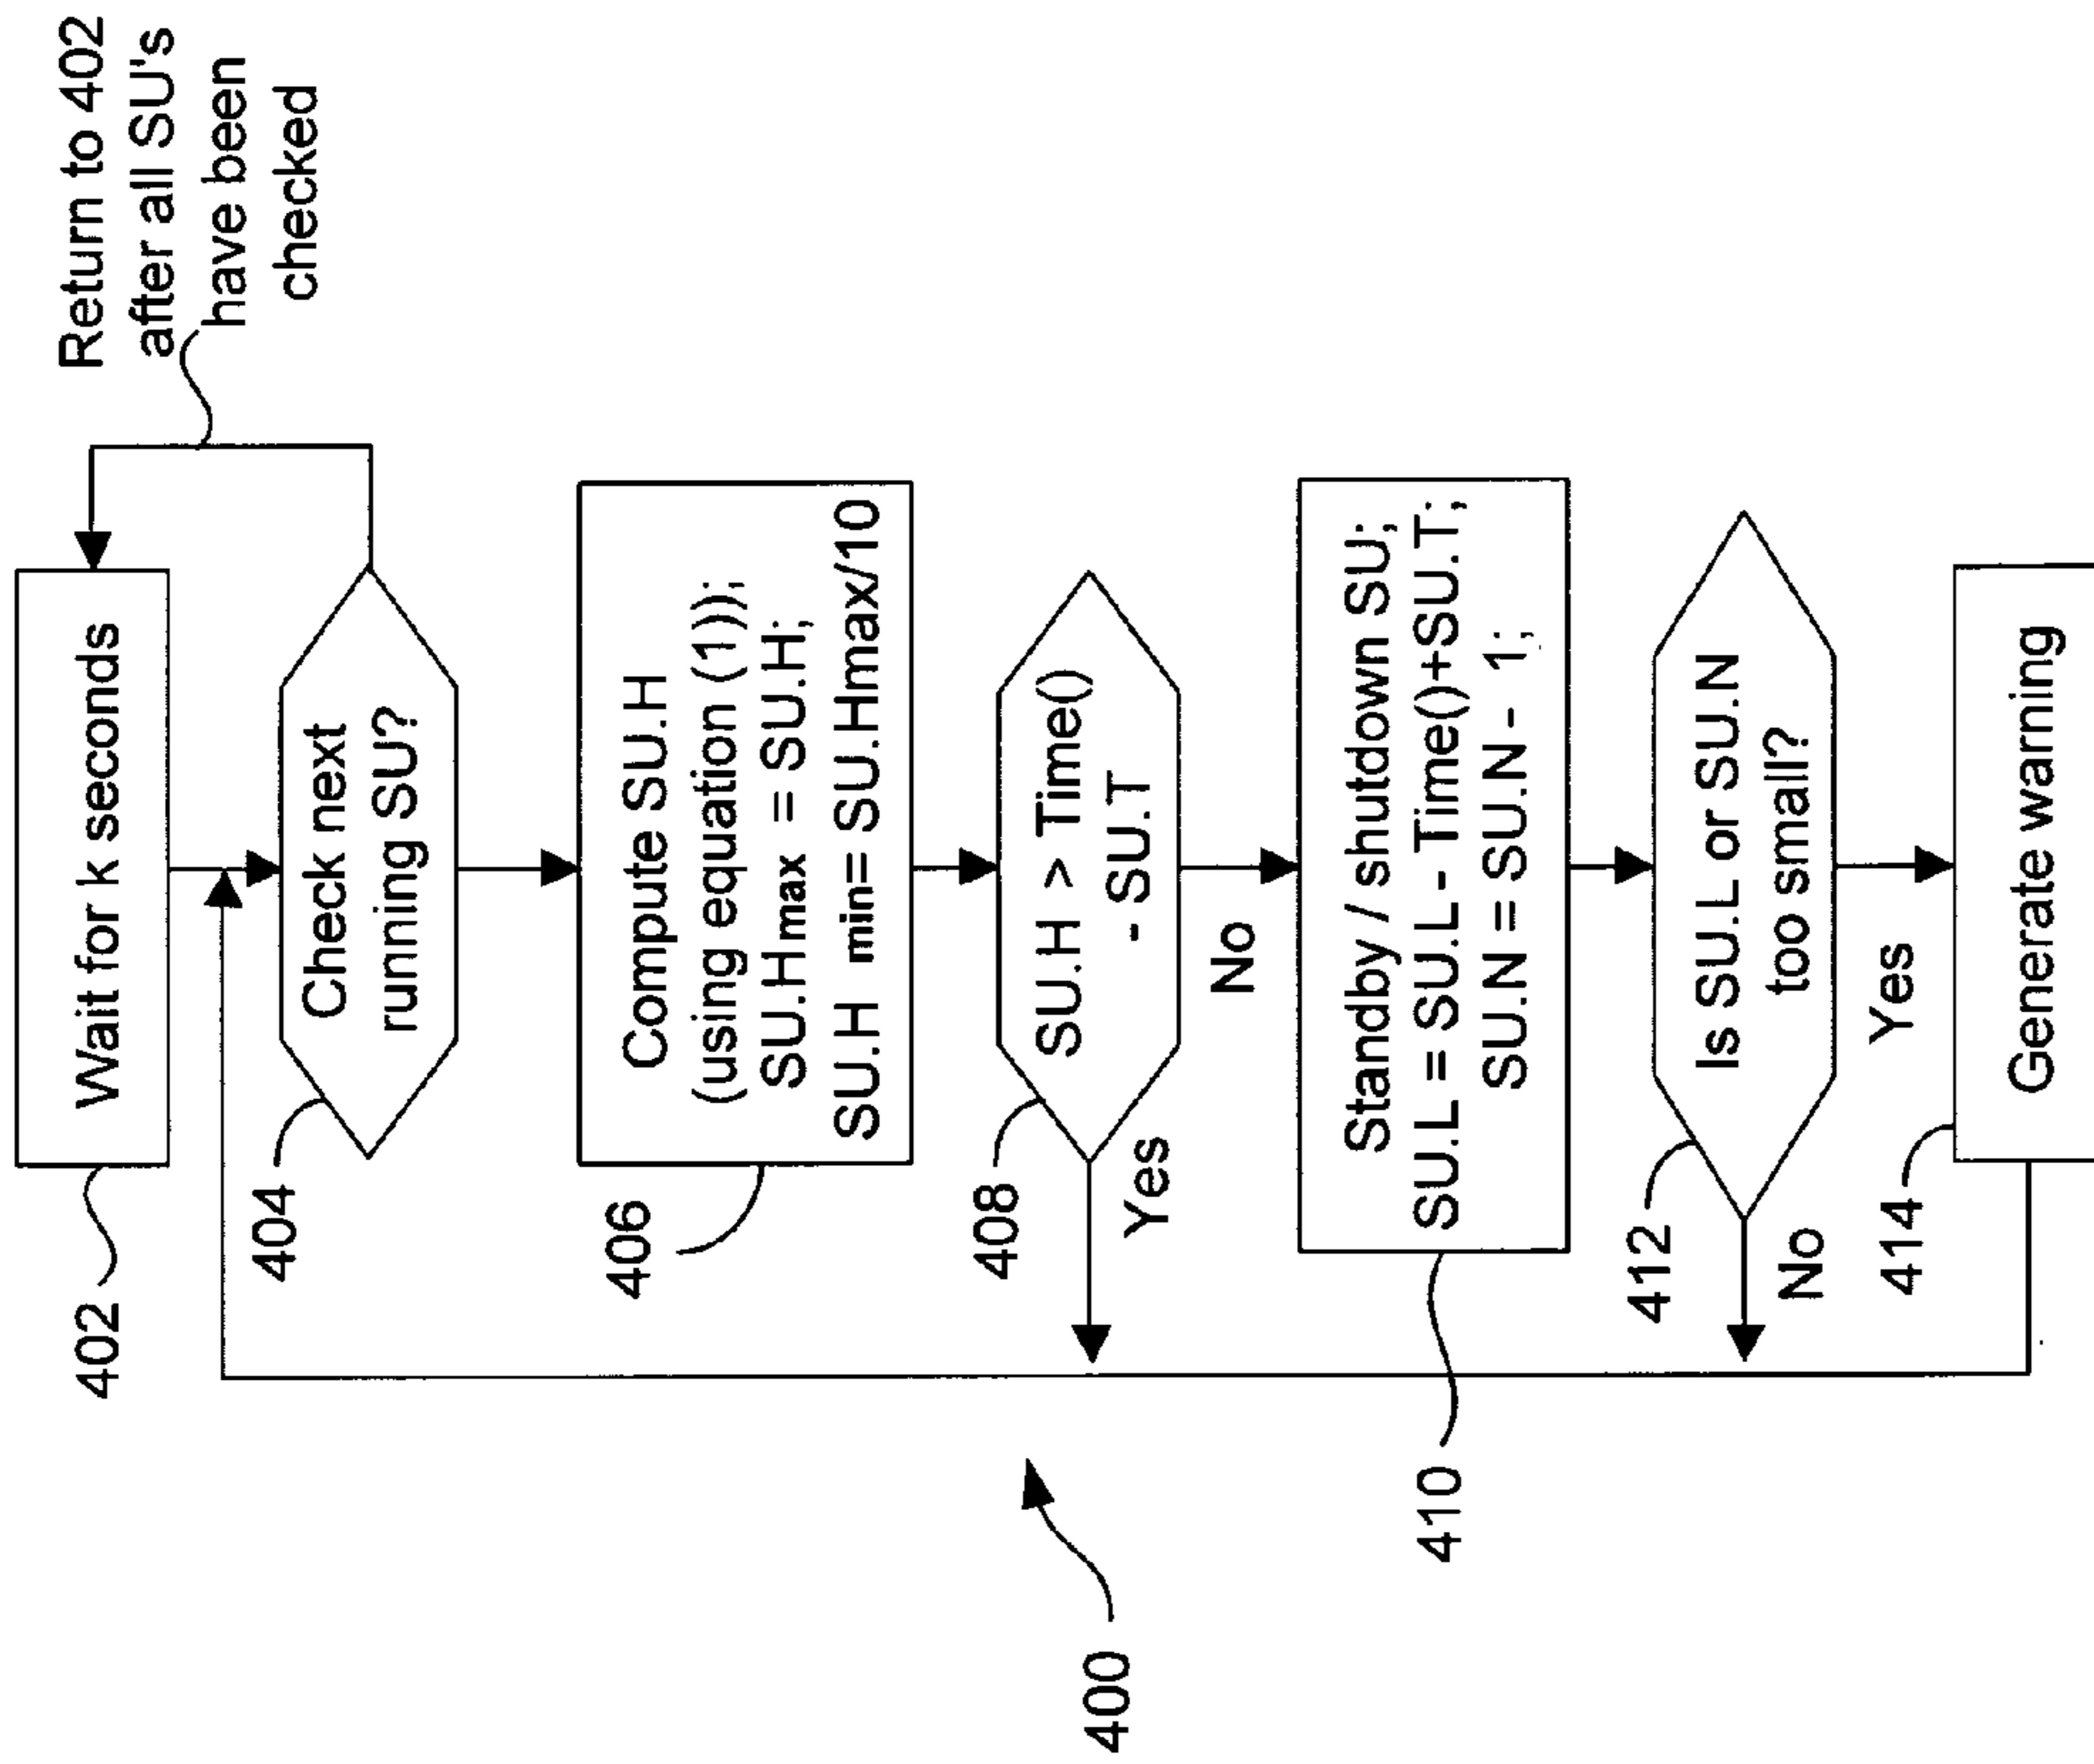 Return to 402
after all SU's
have been
checked
402
Wait for k seconds
404
Check next
running SU?
406
Compute SU.H
(using equation (1));
SU.Hmax = SU.H;
SU.H min= SU.Hmax/10
408
SU.H > Time()
- SU.T
Yes
No
410
Standby / shutdown SU;
SU.L = SU.L- Time()+SU.T;
SU.N = SU.N- 1;
412
Is SU.L or SU.N
too small?
No
Yes
414
Generate warning
400